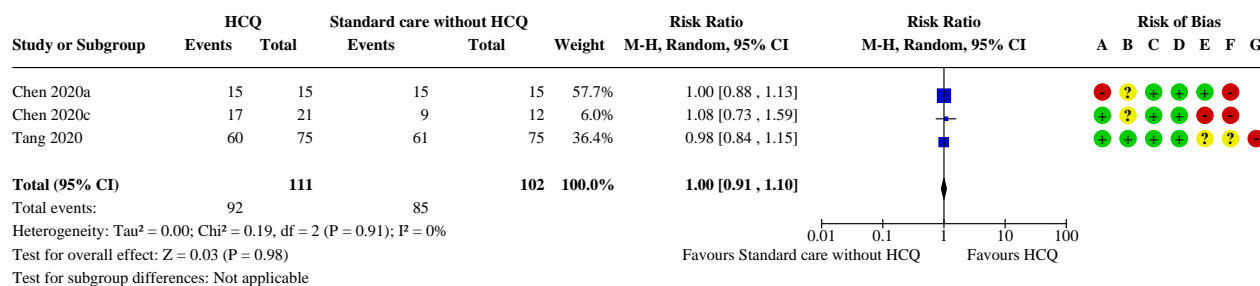 HCQ Standard care without HCQ Risk Ratio Risk Ratio Risk of Bias
Study or Subgroup Events Total Events Total Weight M-H, Random, 95% CI M-H, Random, 95% CI A B C D E F G
Chen 2020a 15 15 15 15 57.7% 1.00 [0.88 , 1.13] - ? + + + -
Chen 2020c 17 21 9 12 6.0% 1.08 [0.73 , 1.59] + ? + + - -
Tang 2020 60 75 61 75 36.4% 0.98 [0.84 , 1.15] + + + + ? ? -
Total (95% CI) 111 102 100.0% 1.00 [0.91 , 1.10]
Total events: 92 85
Heterogeneity: Tau² = 0.00; Chi² = 0.19, df = 2 (P = 0.91); I² = 0%
0.01 0.1 1 10 100
Test for overall effect: Z = 0.03 (P = 0.98)
Favours Standard care without HCQ Favours HCQ
Test for subgroup differences: Not applicable